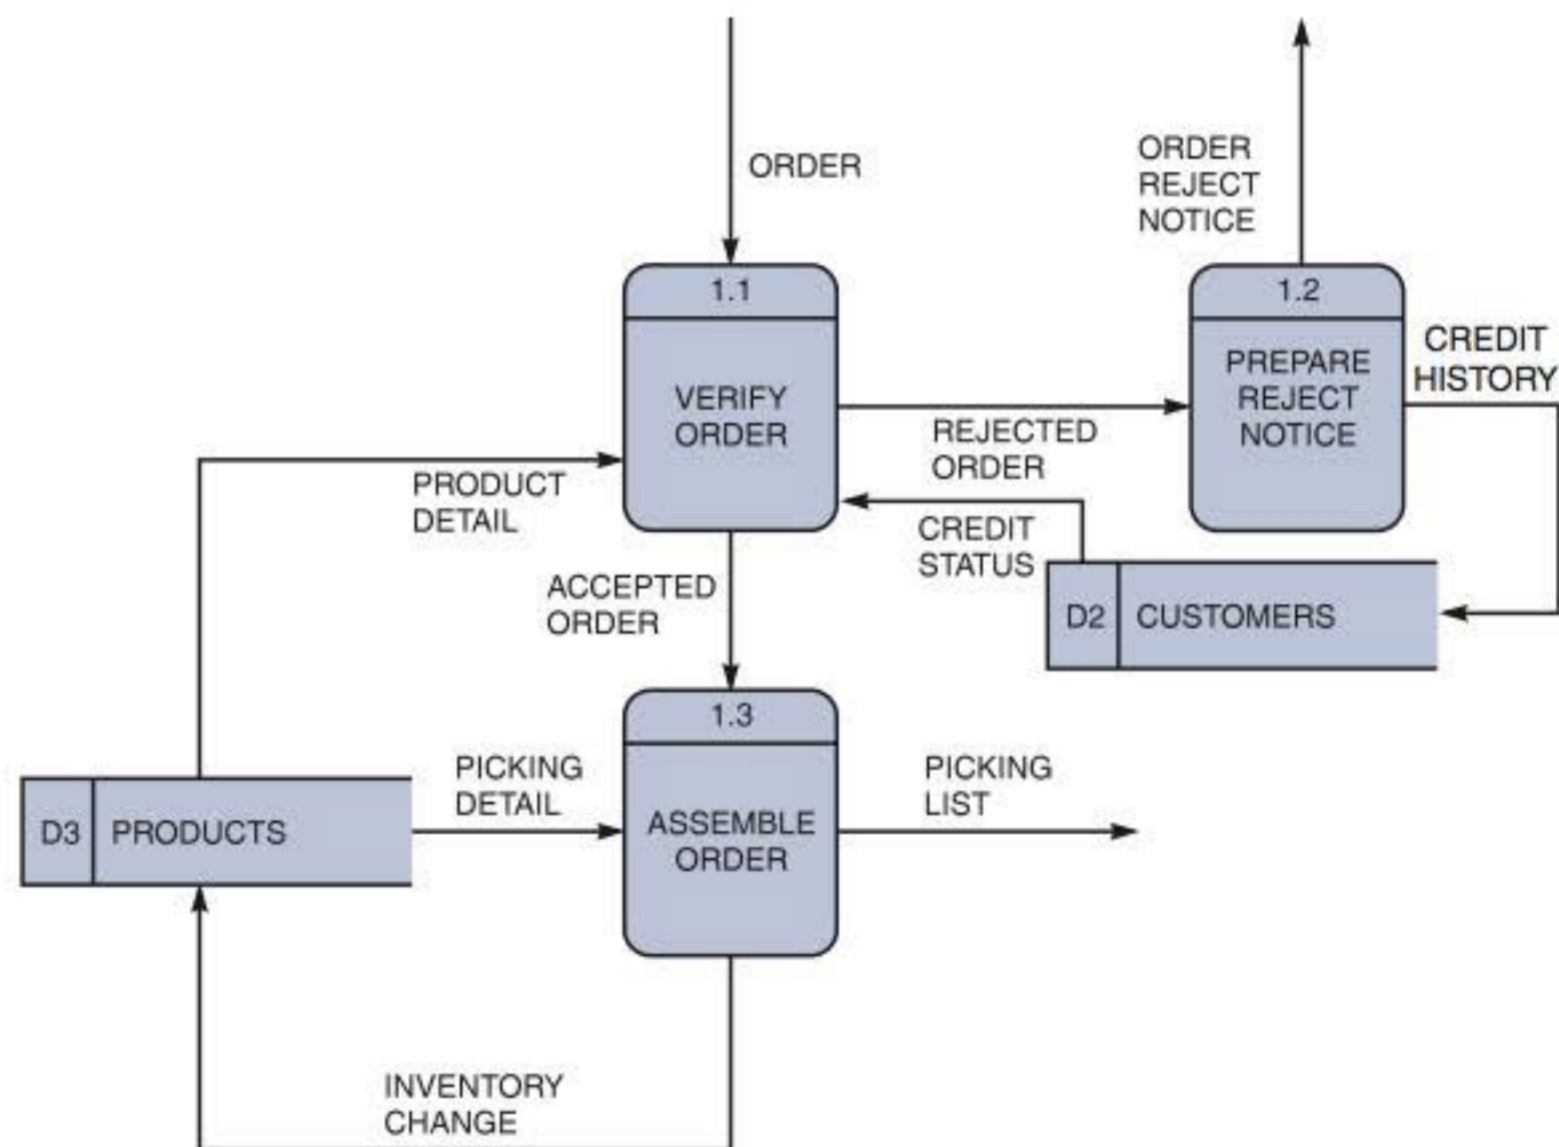 ORDER
ORDER
REJECT
NOTICE
1.1
VERIFY
ORDER
1.2
PREPARE
REJECT
NOTICE
CREDIT
HISTORY
REJECTED
ORDER
PRODUCT
DETAIL
CREDIT
STATUS
ACCEPTED
ORDER
D2
CUSTOMERS
1.3
ASSEMBLE
ORDER
PICKING
DETAIL
PICKING
LIST
D3
PRODUCTS
INVENTORY
CHANGE